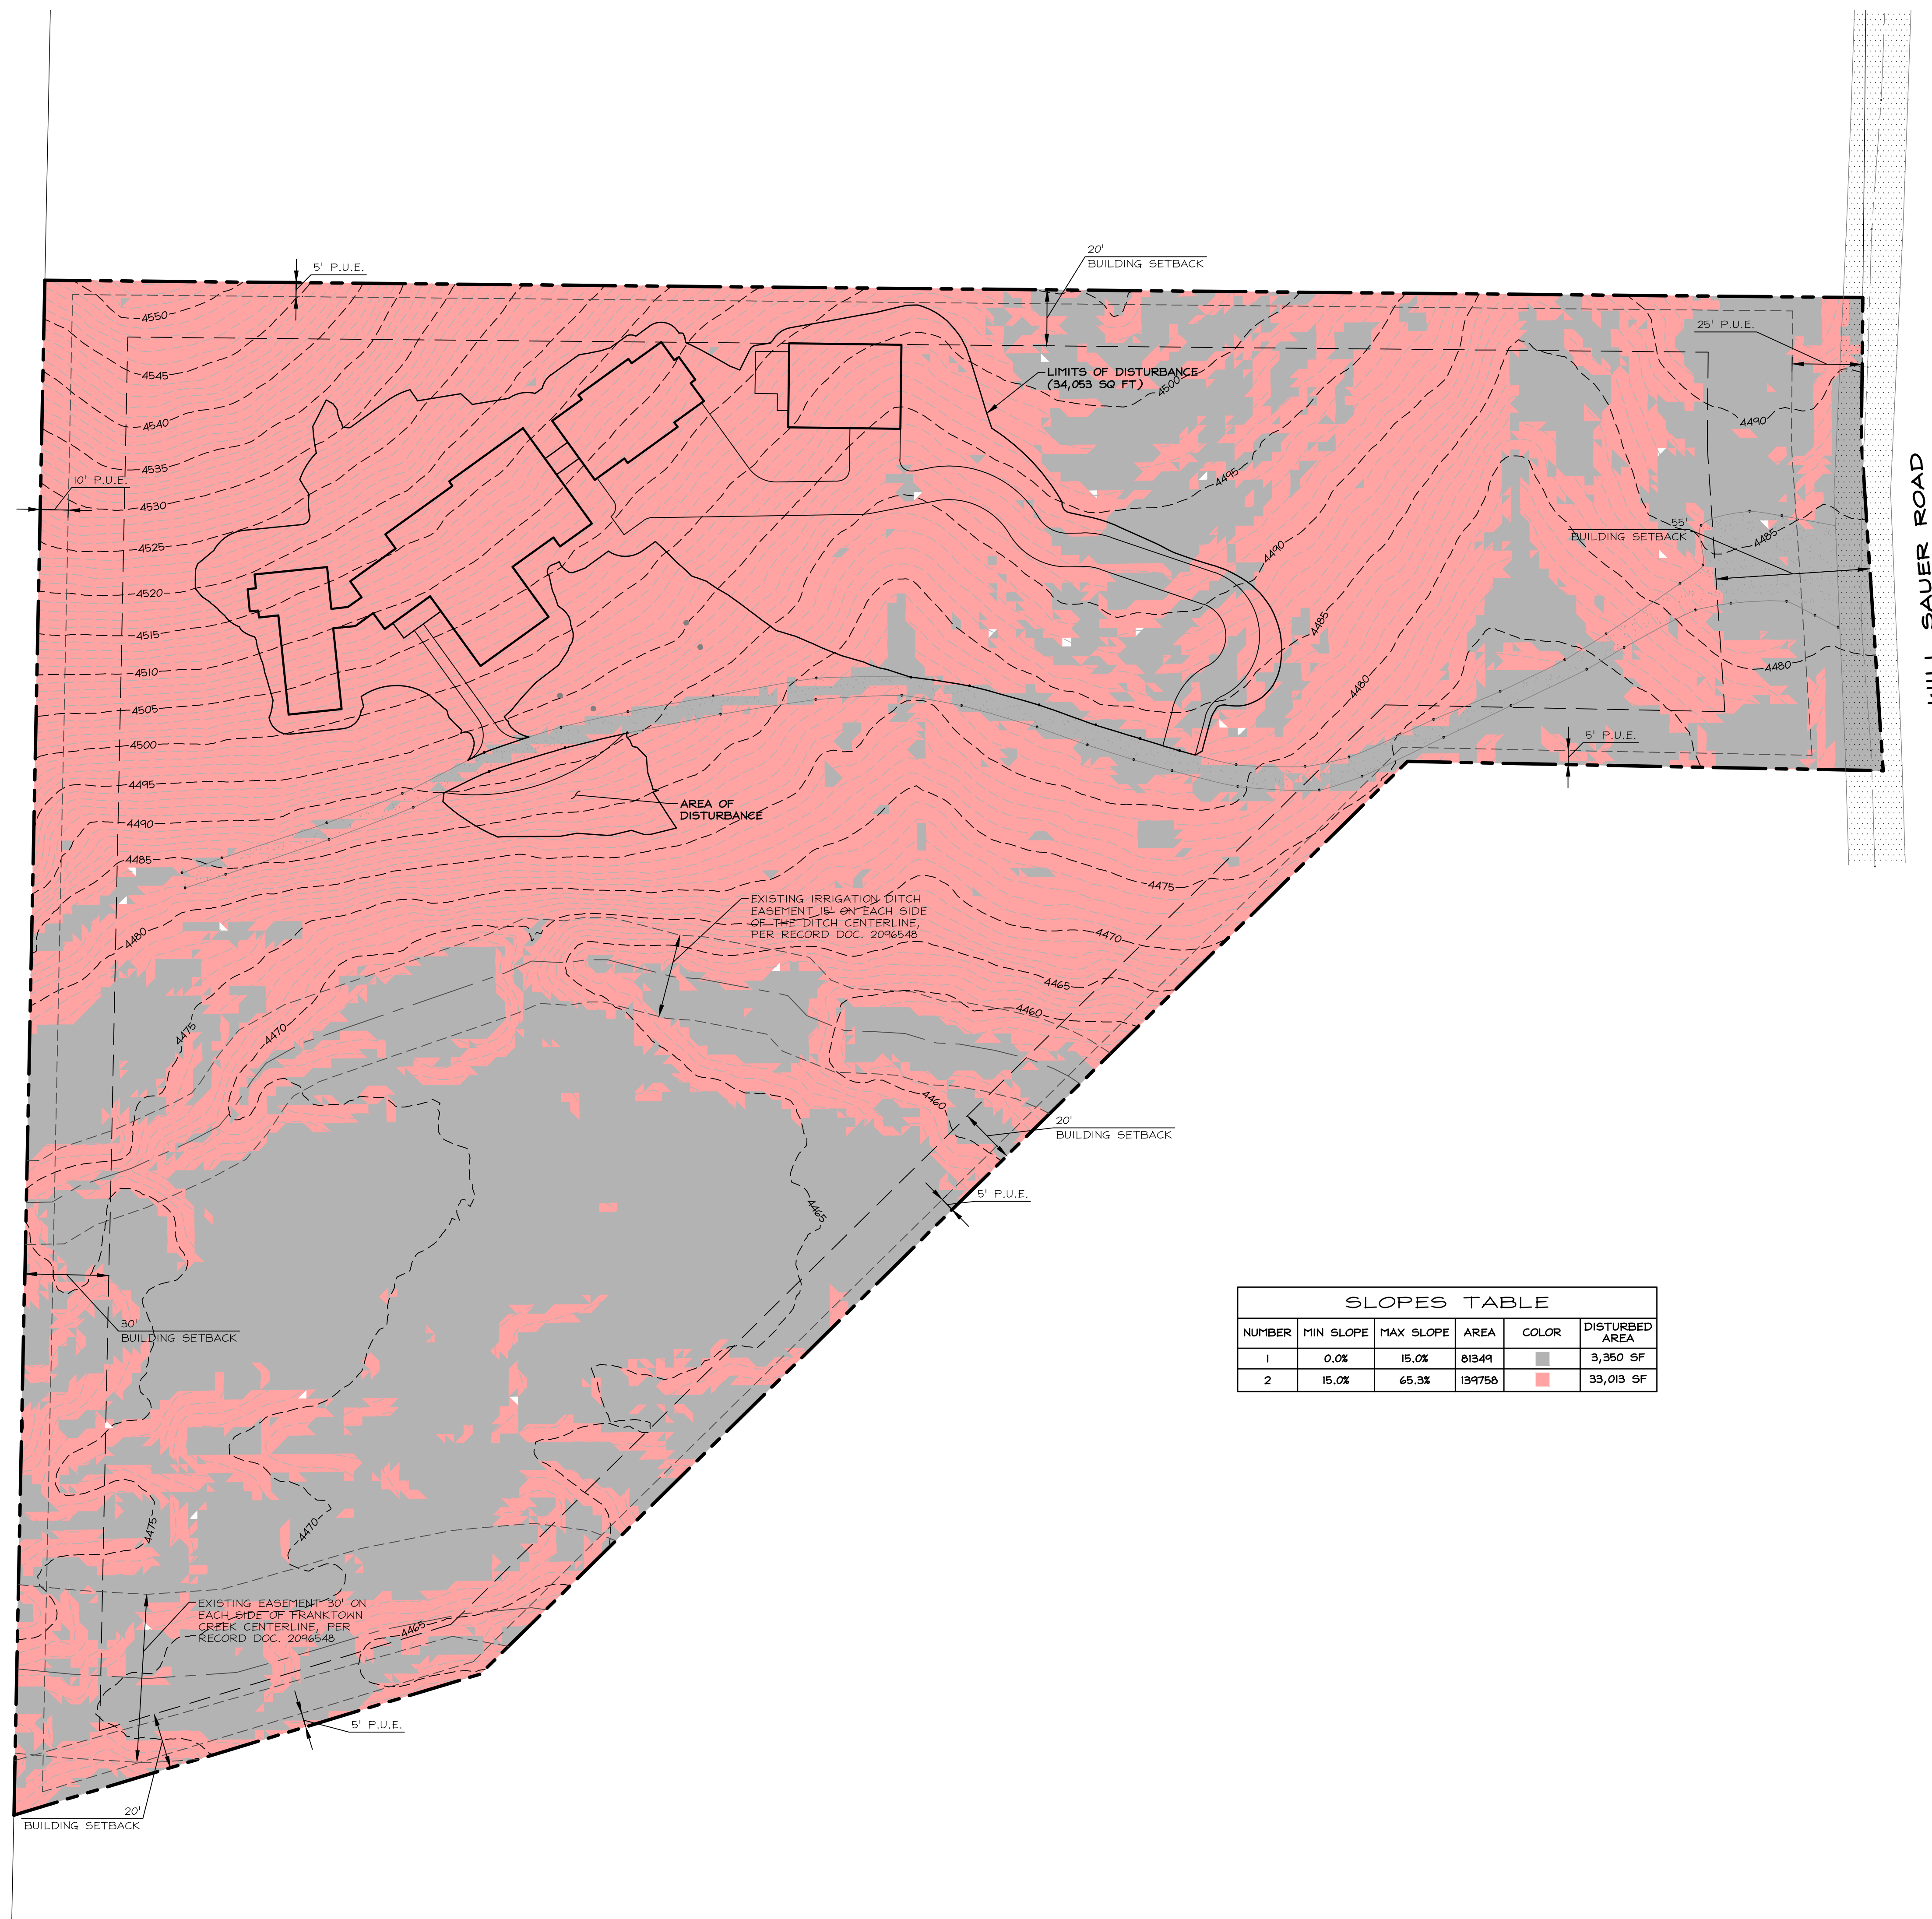 20'
BUILDING SETBACK
5' P.U.E.
4550
25' P.U.E.
LIMITS OF DISTURBANCE
(34,053 SQ FT)
4545
4500
4540
4490
4535
4495
10' P.U.E.
4530
55'
BUILDING SETBACK
4485
4525
4490
4520
4485
4515
4510
4480
4480
4505
4500
5' P.U.E.
4495
AREA OF
DISTURBANCE
4490
4485
4475
EXISTING IRRIGATION DITCH
EASEMENT 15' ON EACH SIDE
OF THE DITCH CENTERLINE,
PER RECORD DOC. 2096548
4480
4470
4465
4460
4475
4470
4460
20'
BUILDING SETBACK
5' P.U.E.
4465
30'
BUILDING SETBACK
SLOPES TABLE
NUMBER MIN SLOPE MAX SLOPE AREA COLOR DISTURBED AREA
1 0.0% 15.0% 81349 3,350 SF
2 15.0% 65.3% 139758 33,013 SF
4475
4470
EXISTING EASEMENT 30' ON
EACH SIDE OF FRANKTOWN
CREEK CENTERLINE, PER
RECORD DOC. 2096548
4465
5' P.U.E.
20'
BUILDING SETBACK
SAUER ROAD